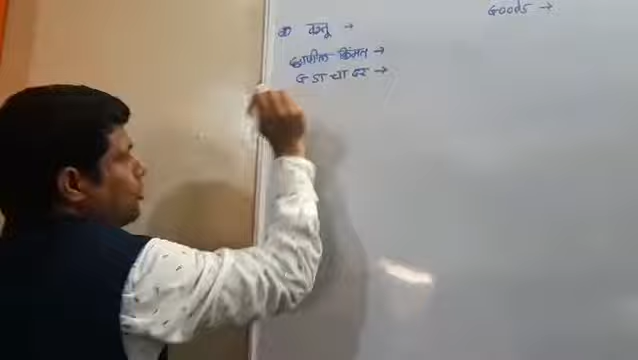 वस्तू →
Goods →
छापील किंमत →
GST चा दर →